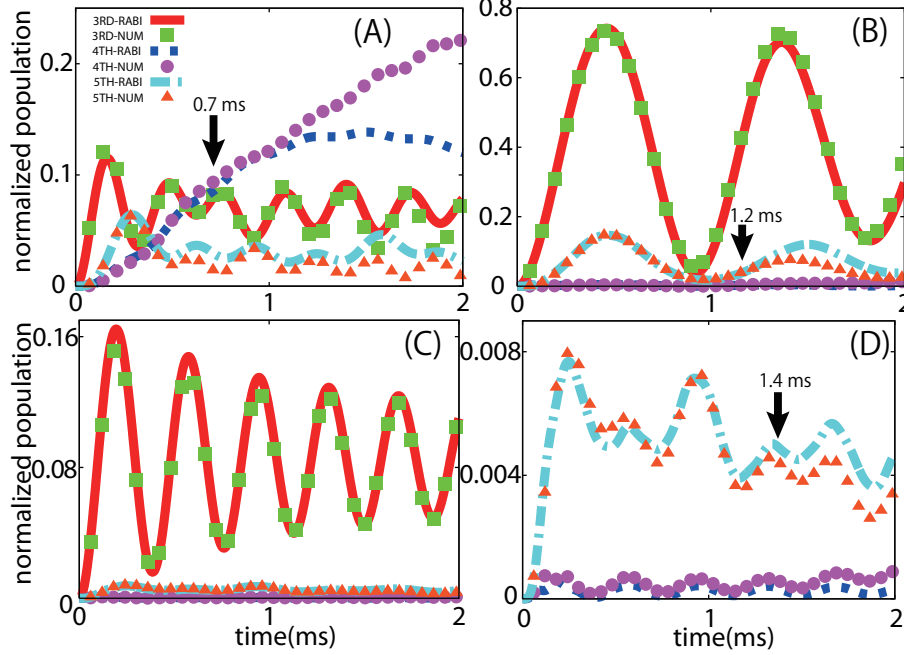 (A)
normalized population
0.2
0.1
0
3RD-RABI
3RD-NUM
4TH-RABI
4TH-NUM
5TH-RABI
5TH-NUM
0.7 ms
0
1
2
(B)
0.8
0.6
0.4
0.2
0
1.2 ms
0
1
2
(C)
normalized population
0.16
0.08
0
0
1
2
time(ms)
(D)
0.008
0.004
0
1.4 ms
0
1
2
time(ms)